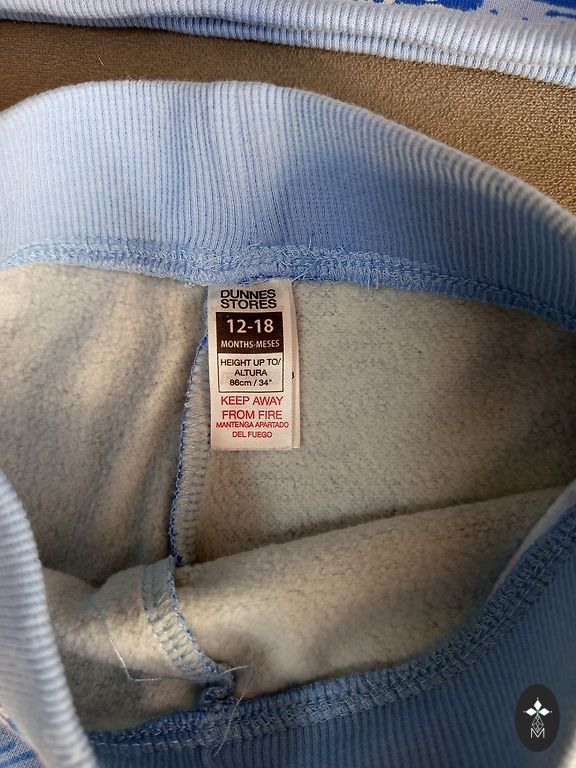 DUNNES
STORES
12-18
MONTHS-MESES
HEIGHT UP TO/
ALTURA
86cm / 34"
KEEP AWAY
FROM FIRE
MANTENGA APARTADO
DEL FUEGO